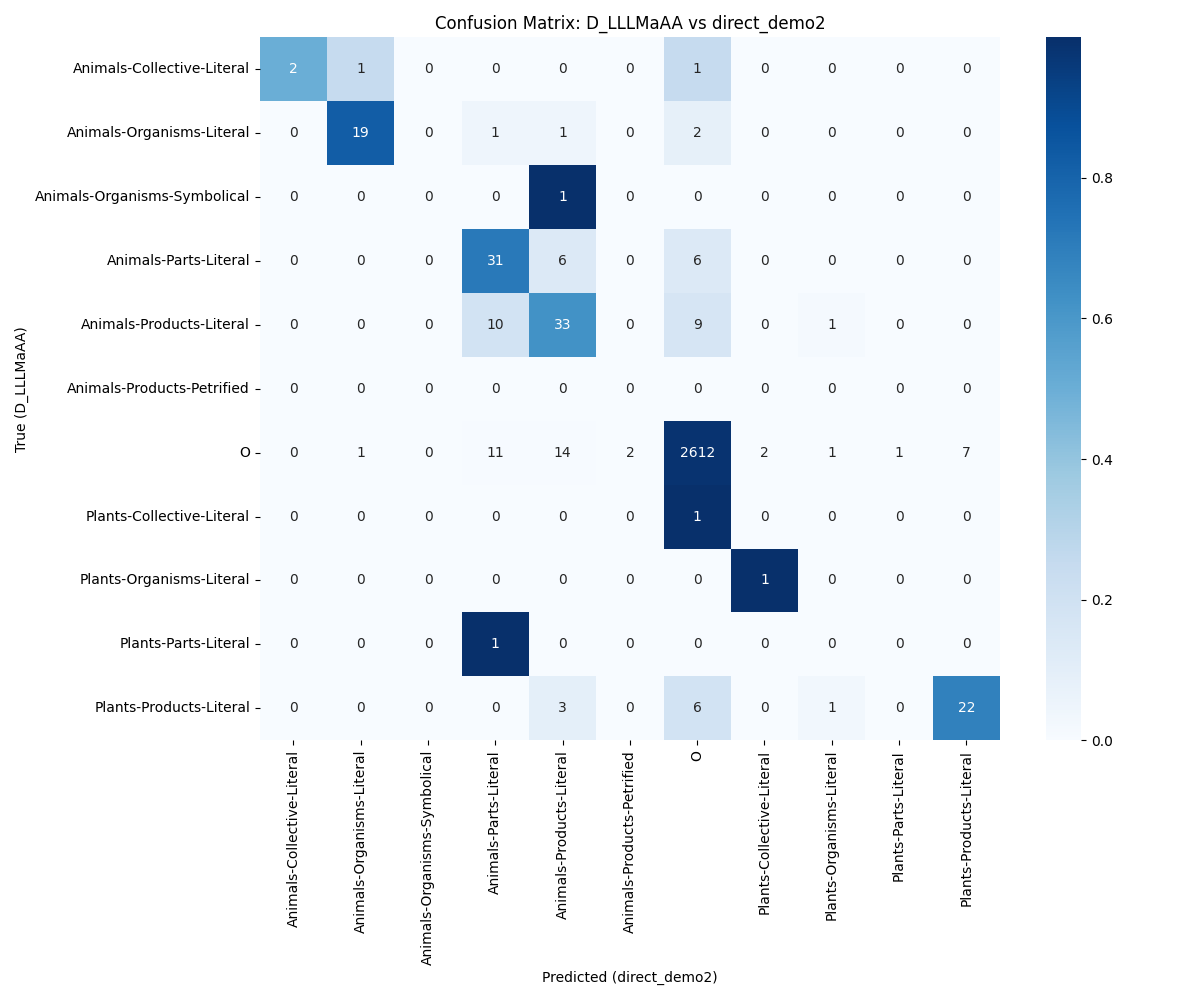 Confusion Matrix: D_LLLMaAA vs direct_demo2
True (D_LLLMaAA)
Animals-Collective-Literal 2 1 0 0 0 0 1 0 0 0 0
Animals-Organisms-Literal 0 19 0 1 1 0 2 0 0 0 0
Animals-Organisms-Symbolical 0 0 0 0 1 0 0 0 0 0 0
Animals-Parts-Literal 0 0 0 31 6 0 6 0 0 0 0
Animals-Products-Literal 0 0 0 10 33 0 9 0 1 0 0
Animals-Products-Petrified 0 0 0 0 0 0 0 0 0 0 0
O 0 1 0 11 14 2 2612 2 1 1 7
Plants-Collective-Literal 0 0 0 0 0 0 1 0 0 0 0
Plants-Organisms-Literal 0 0 0 0 0 0 0 1 0 0 0
Plants-Parts-Literal 0 0 0 1 0 0 0 0 0 0 0
Plants-Products-Literal 0 0 0 0 3 0 6 0 1 0 22
Animals-Collective-Literal
Animals-Organisms-Literal
Animals-Organisms-Symbolical
Animals-Parts-Literal
Animals-Products-Literal
Animals-Products-Petrified
O
Plants-Collective-Literal
Plants-Organisms-Literal
Plants-Parts-Literal
Plants-Products-Literal
Predicted (direct_demo2)
0.8
0.6
0.4
0.2
0.0